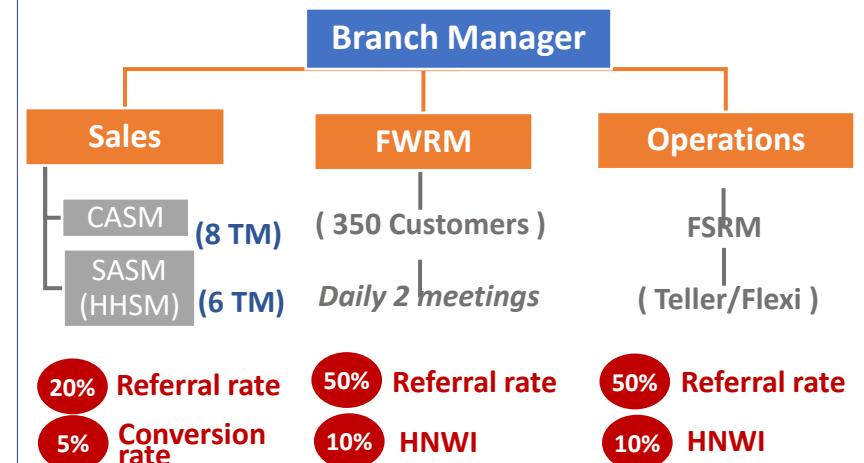 Branch Manager
Sales
FWRM
Operations
CASM
(8 TM)
SASM
(HHSM)
(6 TM)
( 350 Customers )
Daily 2 meetings
FSRM
( Teller/Flexi )
20% Referral rate
5% Conversion
rate
50% Referral rate
10% HNWI
50% Referral rate
10% HNWI